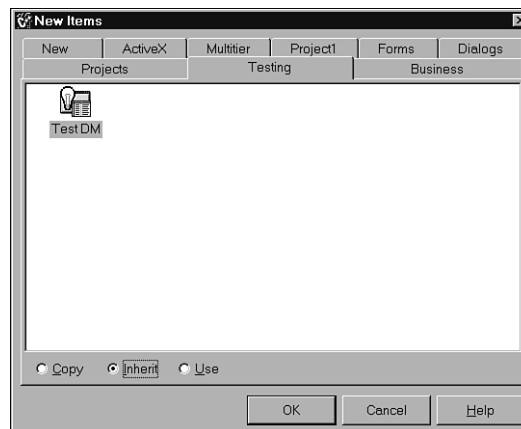 New Items
New ActiveX Multitier Project1 Forms Dialogs
Projects Testing Business
Test DM
Copy Inherit Use
OK Cancel Help